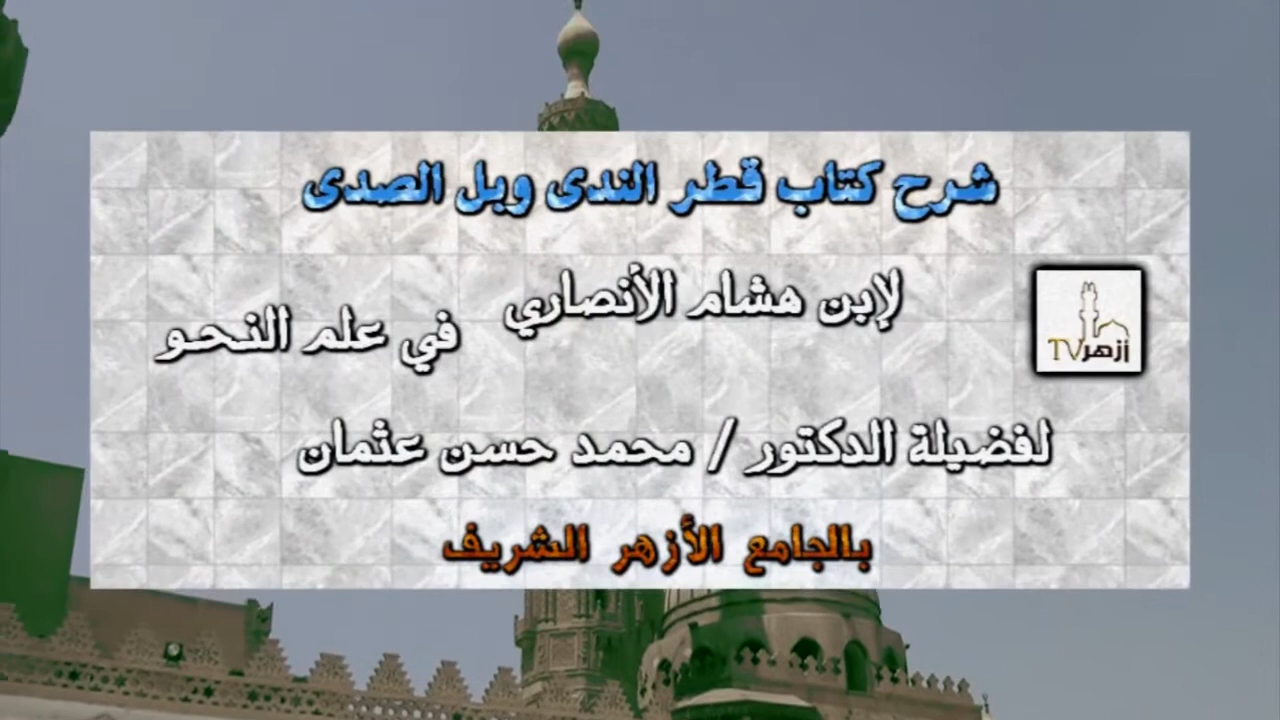 شرح كتاب قطر الندى وبل الصدى
لإبن هشام الأنصاري
في علم النحو
أزهر TV
لفضيلة الدكتور / محمد حسن عثمان
بالجامع الأزهر الشريف